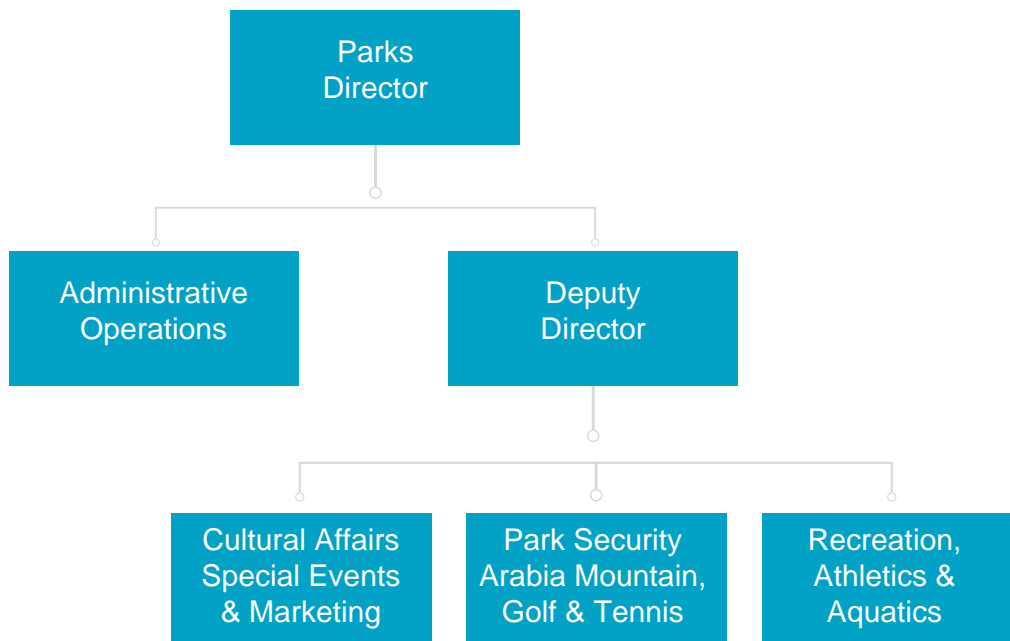 Parks
Director
Administrative
Operations
Deputy
Director
Cultural Affairs
Special Events
& Marketing
Park Security
Arabia Mountain,
Golf & Tennis
Recreation,
Athletics &
Aquatics